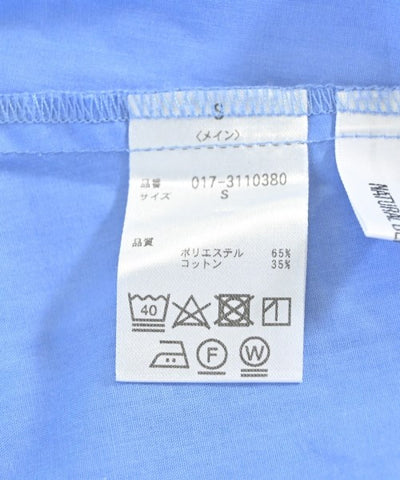 S
〈メイン〉
品番 017-3110380
サイズ S
品質
ポリエステル 65%
コットン 35%
40
F
W
NATURAL